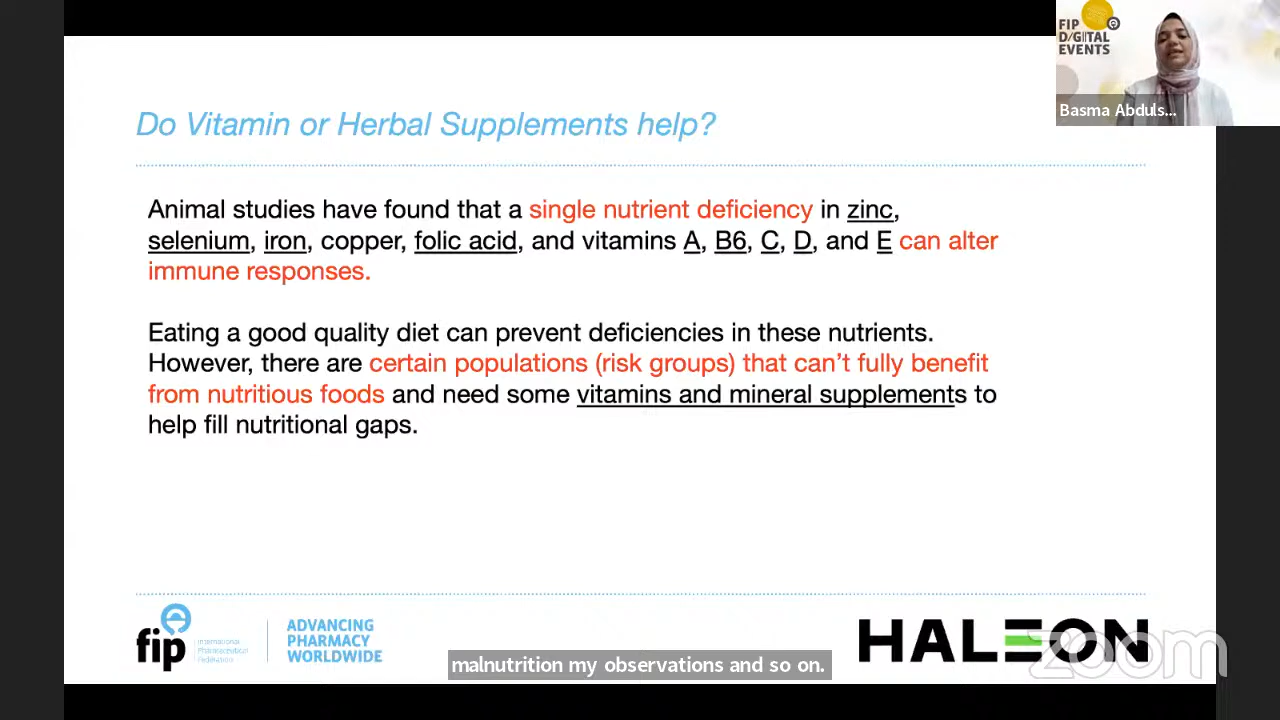 FIP
DIGITAL
EVENTS
Basma Abduls...
Do Vitamin or Herbal Supplements help?
Animal studies have found that a single nutrient deficiency in zinc,
selenium, iron, copper, folic acid, and vitamins A, B6, C, D, and E can alter
immune responses.
Eating a good quality diet can prevent deficiencies in these nutrients.
However, there are certain populations (risk groups) that can't fully benefit
from nutritious foods and need some vitamins and mineral supplements to
help fill nutritional gaps.
fip
International
Pharmaceutical
Federation
ADVANCING
PHARMACY
WORLDWIDE
HALEON
zoom
malnutrition my observations and so on.